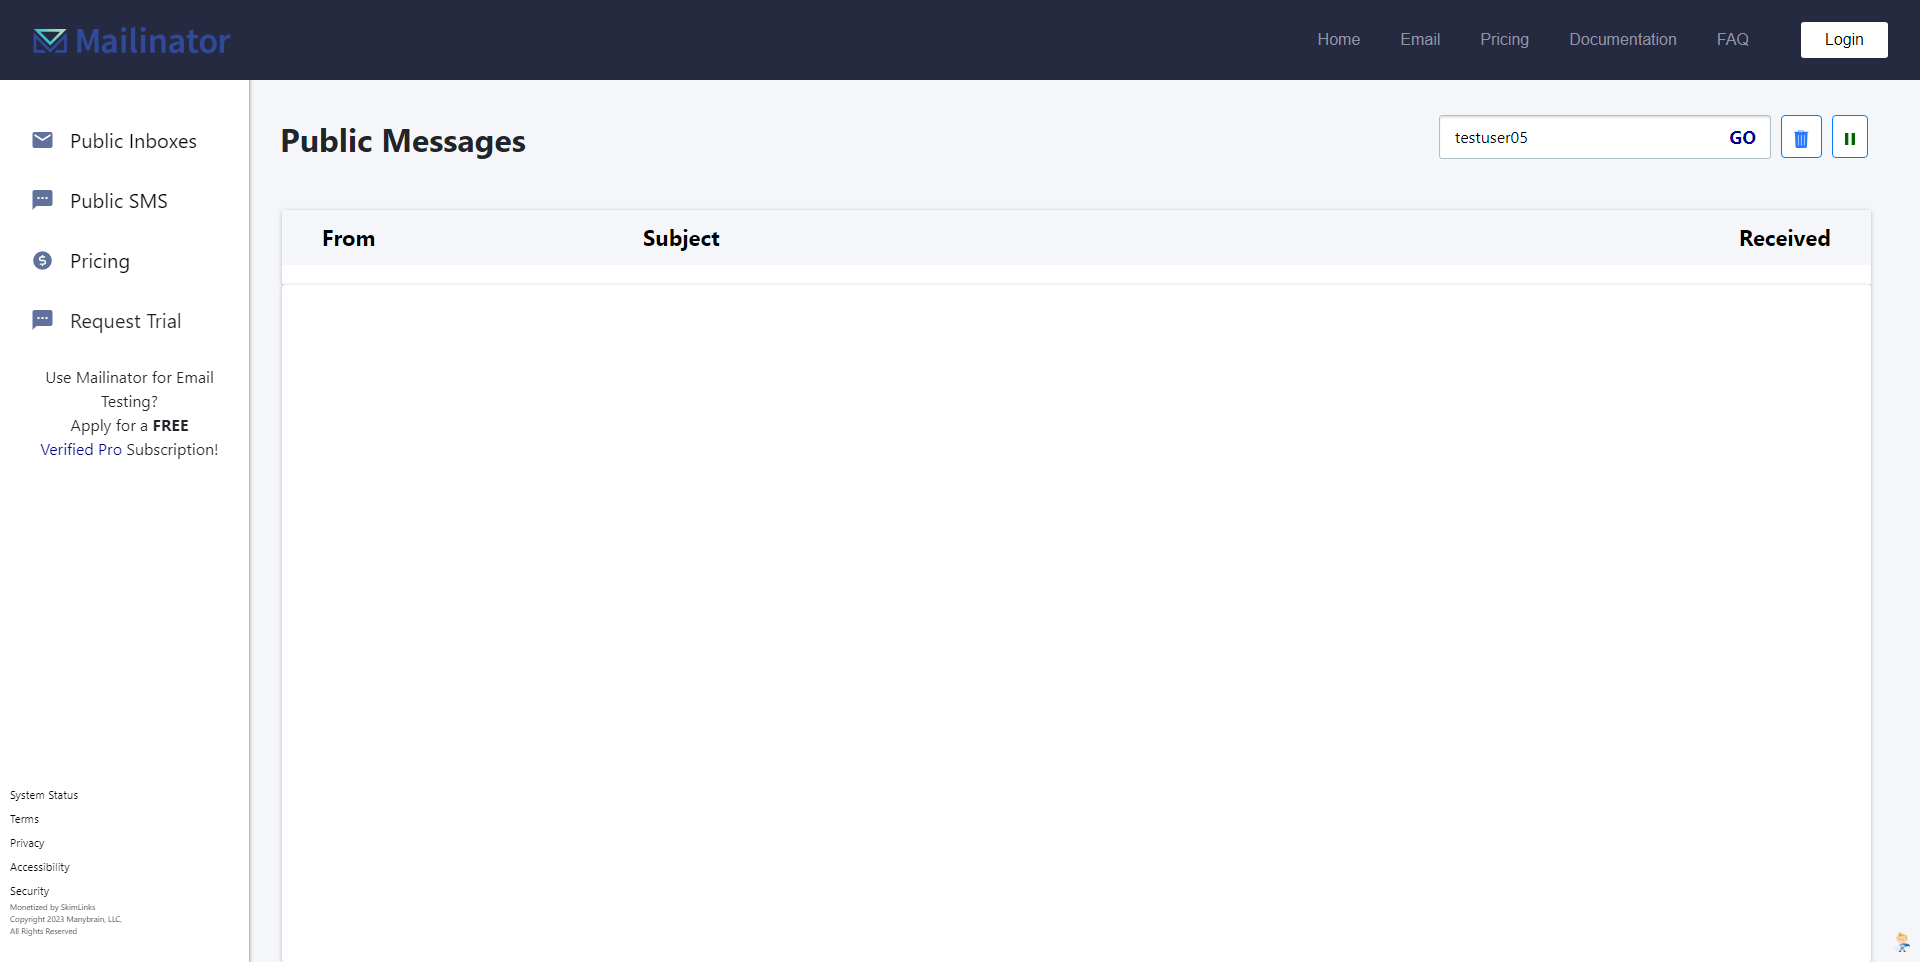 Mailinator
Home
Email
Pricing
Documentation
FAQ
Login
Public Inboxes
Public SMS
Pricing
Request Trial
Use Mailinator for Email
Testing?
Apply for a FREE
Verified Pro Subscription!
System Status
Terms
Privacy
Accessibility
Security
Monetized by SkimLinks
Copyright 2023 Manybrain, LLC,
All Rights Reserved
Public Messages
testuser05
GO
From
Subject
Received